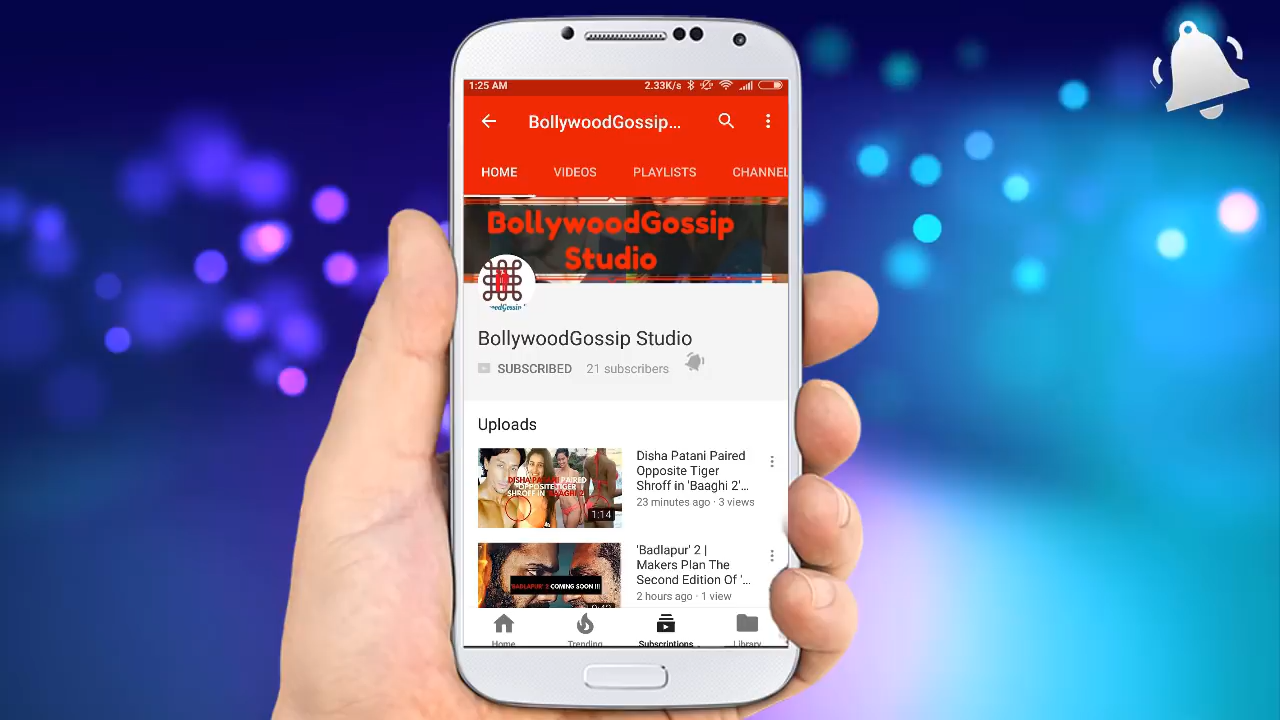 1:25 AM 2.33K/s
BollywoodGossip...
HOME VIDEOS PLAYLISTS CHANNEL
BollywoodGossip
Studio
BollywoodGossip Studio
SUBSCRIBED 21 subscribers
Uploads
Disha Patani Paired
Opposite Tiger
Shroff in 'Baaghi 2'...
23 minutes ago · 3 views
DISHA PATANI PAIRED
OPPOSITE TIGER
SHROFF IN 'BAAGHI 2'
1:14
'Badlapur' 2 |
Makers Plan The
Second Edition Of '...
2 hours ago · 1 view
'BADLAPUR' 2 COMING SOON !!!
Home Trending Subscriptions Library